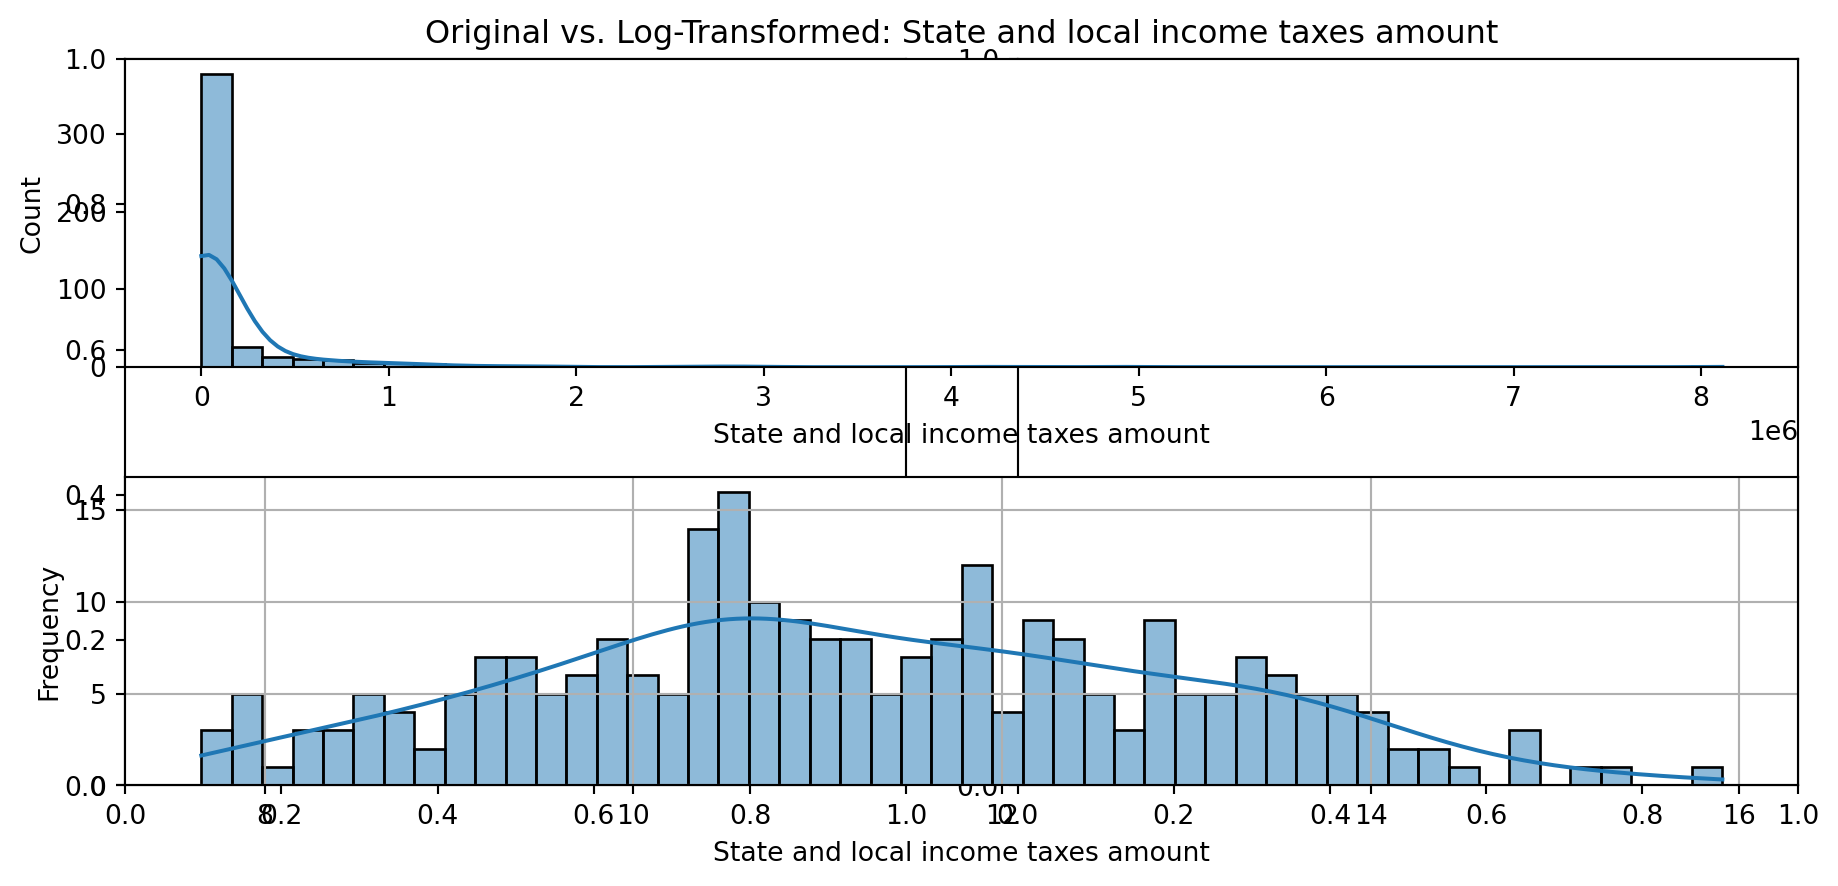 Original vs. Log-Transformed: State and local income taxes amount
1.0
1.0
300
0.8
200
100
0.6
0
Count
0 1 2 3 4 5 6 7 8
State and local income taxes amount
1e6
0.4
15
10
0.2
5
0.0
0.0
Frequency
0.0 8 0.2 0.4 0.6 10 0.8 1.0 12 0.0 0.2 0.4 14 0.6 0.8 16 1.0
State and local income taxes amount